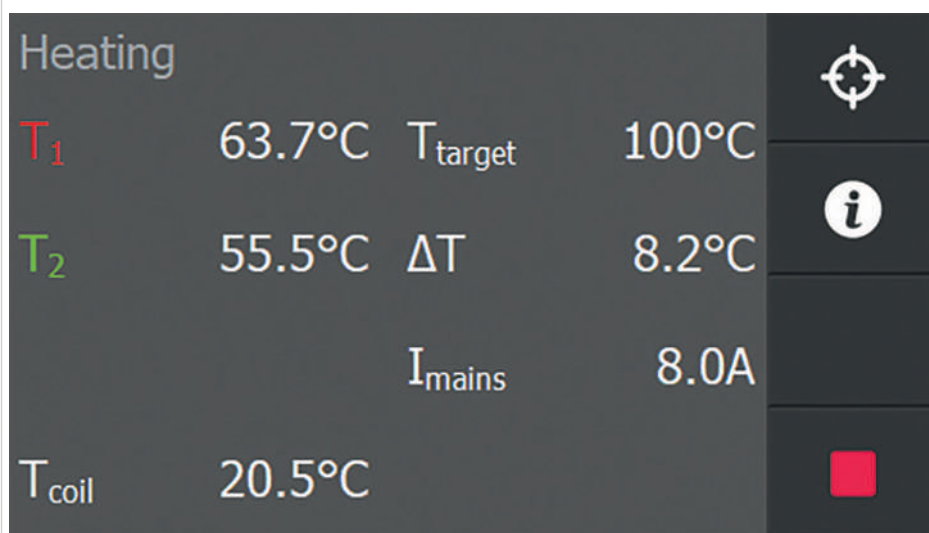 Heating
T1 63.7°C Ttarget 100°C
T2 55.5°C ΔT 8.2°C
Imains 8.0A
Tcoil 20.5°C